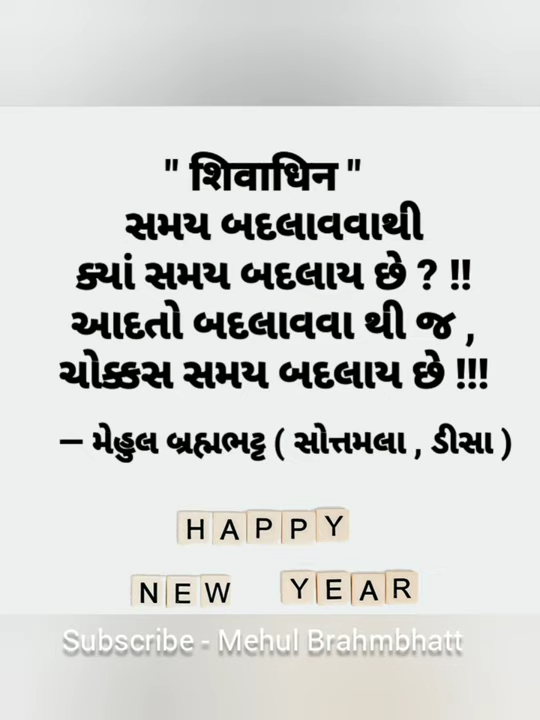 " શિવાધિન "
સમય બદલાવવાથી
ક્યાં સમય બદલાય છે ? !!
આદતો બદલાવવા થી જ ,
ચોક્કસ સમય બદલાય છે !!!
– મેહુલ બ્રહ્મભટ્ટ ( સોત્તમલા , ડીસા )
HAPPY
NEW YEAR
Subscribe - Mehul Brahmbhatt